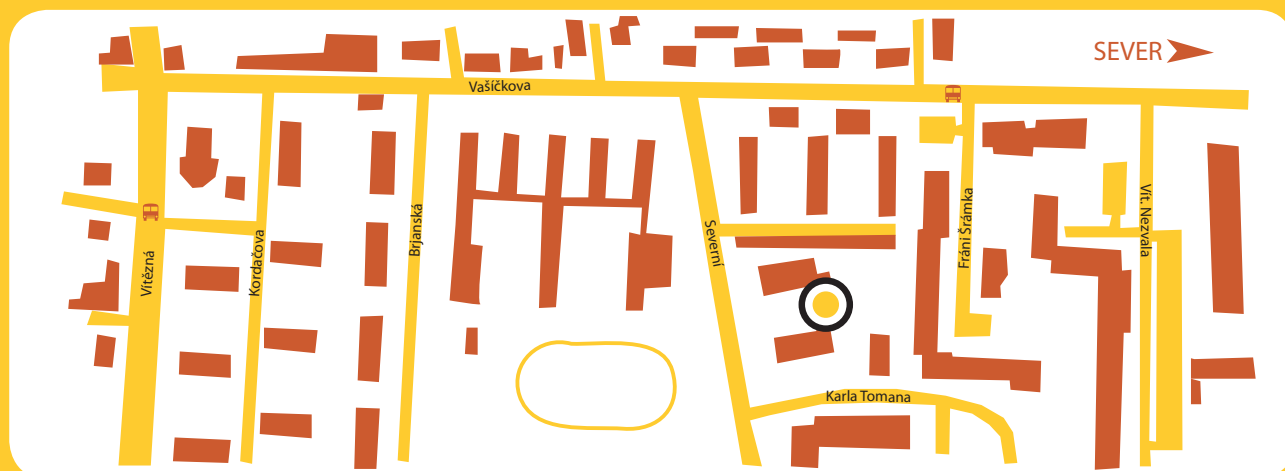 SEVER
Vašíčkova
Vítězná
Kordačova
Brjanská
Severní
Fráni Šrámka
Vít. Nezvala
Karla Tomana